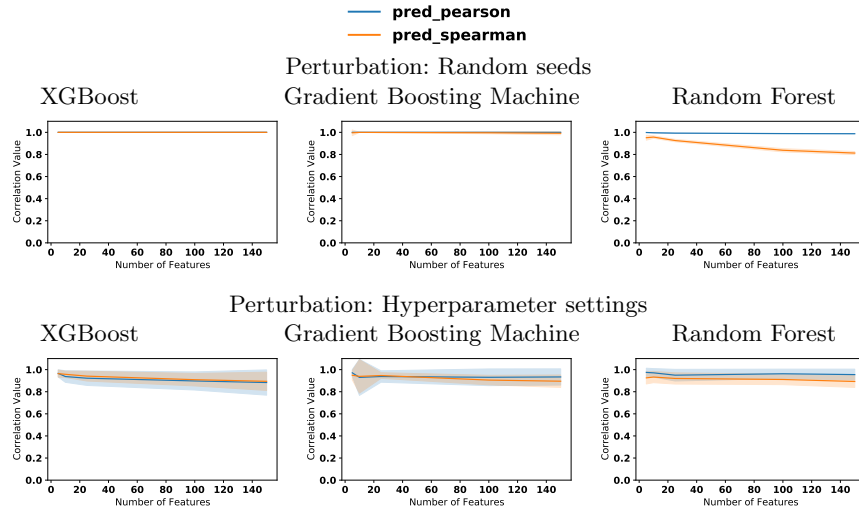 pred_pearson
pred_spearman
Perturbation: Random seeds
XGBoost Gradient Boosting Machine Random Forest
Correlation Value
1.0
0.8
0.6
0.4
0.2
0.0
0 20 40 60 80 100 120 140
Number of Features
Correlation Value
1.0
0.8
0.6
0.4
0.2
0.0
0 20 40 60 80 100 120 140
Number of Features
Correlation Value
1.0
0.8
0.6
0.4
0.2
0.0
0 20 40 60 80 100 120 140
Number of Features
Perturbation: Hyperparameter settings
XGBoost Gradient Boosting Machine Random Forest
Correlation Value
1.0
0.8
0.6
0.4
0.2
0.0
0 20 40 60 80 100 120 140
Number of Features
Correlation Value
1.0
0.8
0.6
0.4
0.2
0.0
0 20 40 60 80 100 120 140
Number of Features
Correlation Value
1.0
0.8
0.6
0.4
0.2
0.0
0 20 40 60 80 100 120 140
Number of Features